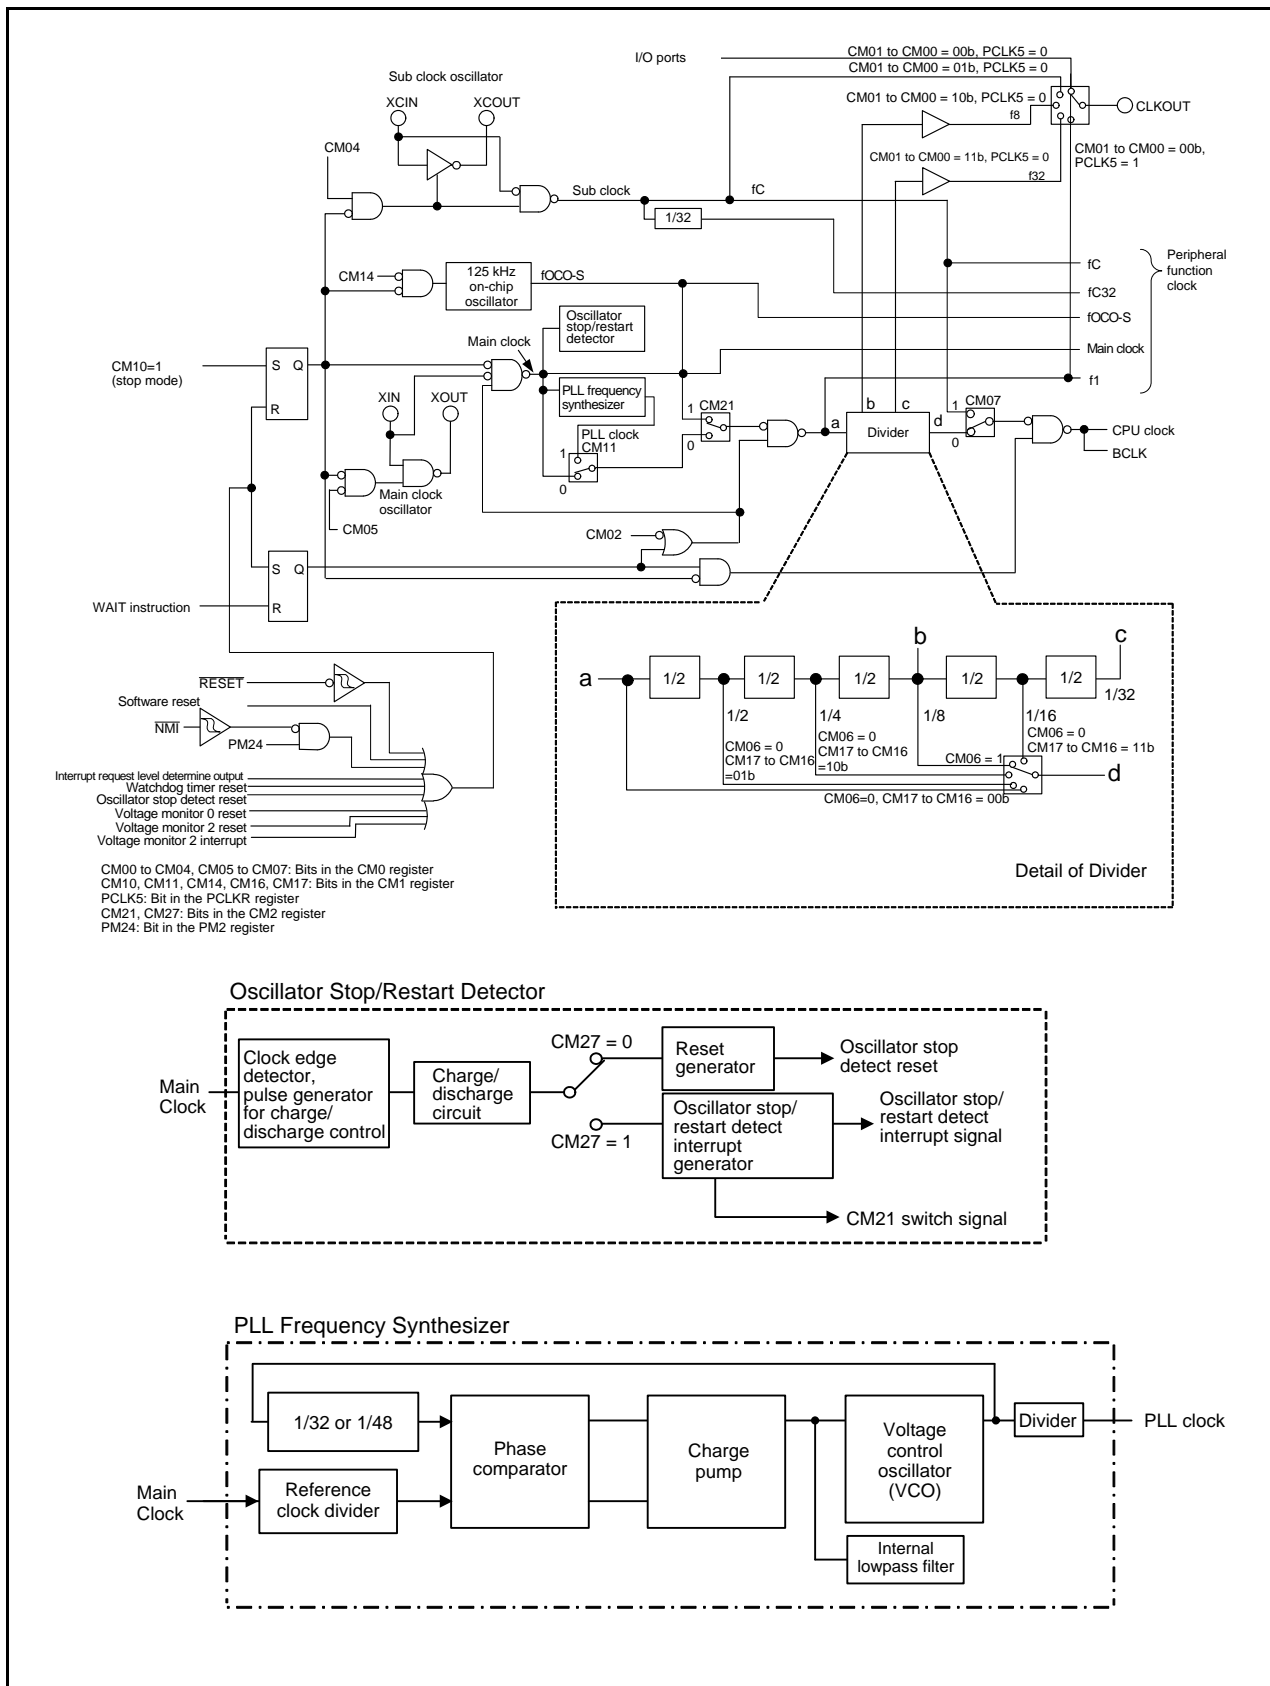 I/O ports
CM01 to CM00 = 00b, PCLK5 = 0
CM01 to CM00 = 01b, PCLK5 = 0
Sub clock oscillator
XCIN
XCOUT
CM01 to CM00 = 10b, PCLK5 = 0
f8
CLKOUT
CM04
CM01 to CM00 = 11b, PCLK5 = 0
f32
CM01 to CM00 = 00b,
PCLK5 = 1
Sub clock
fC
1/32
CM14
125 kHz
on-chip
oscillator
fOCO-S
fC
Peripheral
function
clock
fC32
fOCO-S
Oscillator
stop/restart
detector
Main clock
Main clock
CM10=1
(stop mode)
S
Q
R
XIN
XOUT
PLL frequency
synthesizer
f1
CM21
1
0
PLL clock
CM11
1
0
a
b
c
d
Divider
CM07
1
0
CPU clock
BCLK
Main clock
oscillator
CM05
CM02
S
Q
R
WAIT instruction
RESET
Software reset
NMI
PM24
Interrupt request level determine output
Watchdog timer reset
Oscillator stop detect reset
Voltage monitor 0 reset
Voltage monitor 2 reset
Voltage monitor 2 interrupt
b
c
a
1/2
1/2
1/2
1/2
1/2
1/32
1/2
1/4
1/8
1/16
CM06 = 0
CM17 to CM16
=01b
CM06 = 0
CM17 to CM16
=10b
CM06 = 1
CM06 = 0
CM17 to CM16 = 11b
d
CM06=0, CM17 to CM16 = 00b
Detail of Divider
CM00 to CM04, CM05 to CM07: Bits in the CM0 register
CM10, CM11, CM14, CM16, CM17: Bits in the CM1 register
PCLK5: Bit in the PCLKR register
CM21, CM27: Bits in the CM2 register
PM24: Bit in the PM2 register
Oscillator Stop/Restart Detector
Main
Clock
Clock edge
detector,
pulse generator
for charge/
discharge control
Charge/
discharge
circuit
CM27 = 0
CM27 = 1
Reset
generator
Oscillator stop
detect reset
Oscillator stop/
restart detect
interrupt
generator
Oscillator stop/
restart detect
interrupt signal
CM21 switch signal
PLL Frequency Synthesizer
1/32 or 1/48
Main
Clock
Reference
clock divider
Phase
comparator
Charge
pump
Voltage
control
oscillator
(VCO)
Divider
PLL clock
Internal
lowpass filter